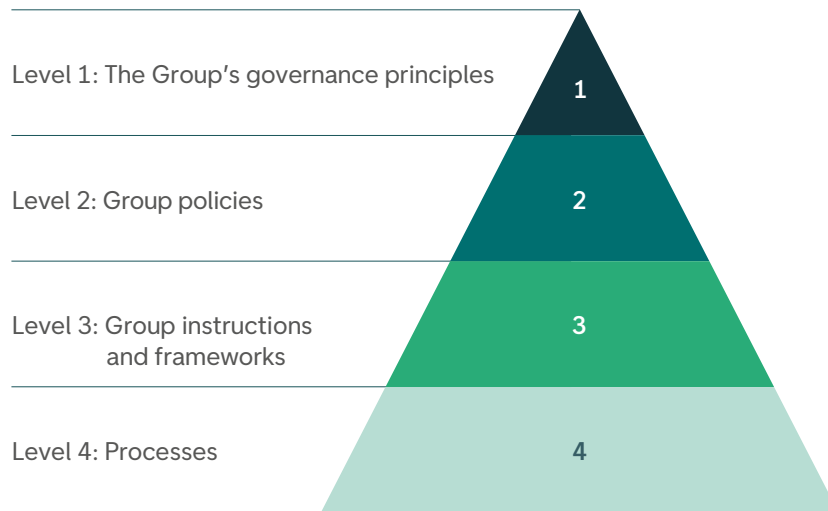 Level 1: The Group’s governance principles
1
Level 2: Group policies
2
Level 3: Group instructions
and frameworks
3
Level 4: Processes
4